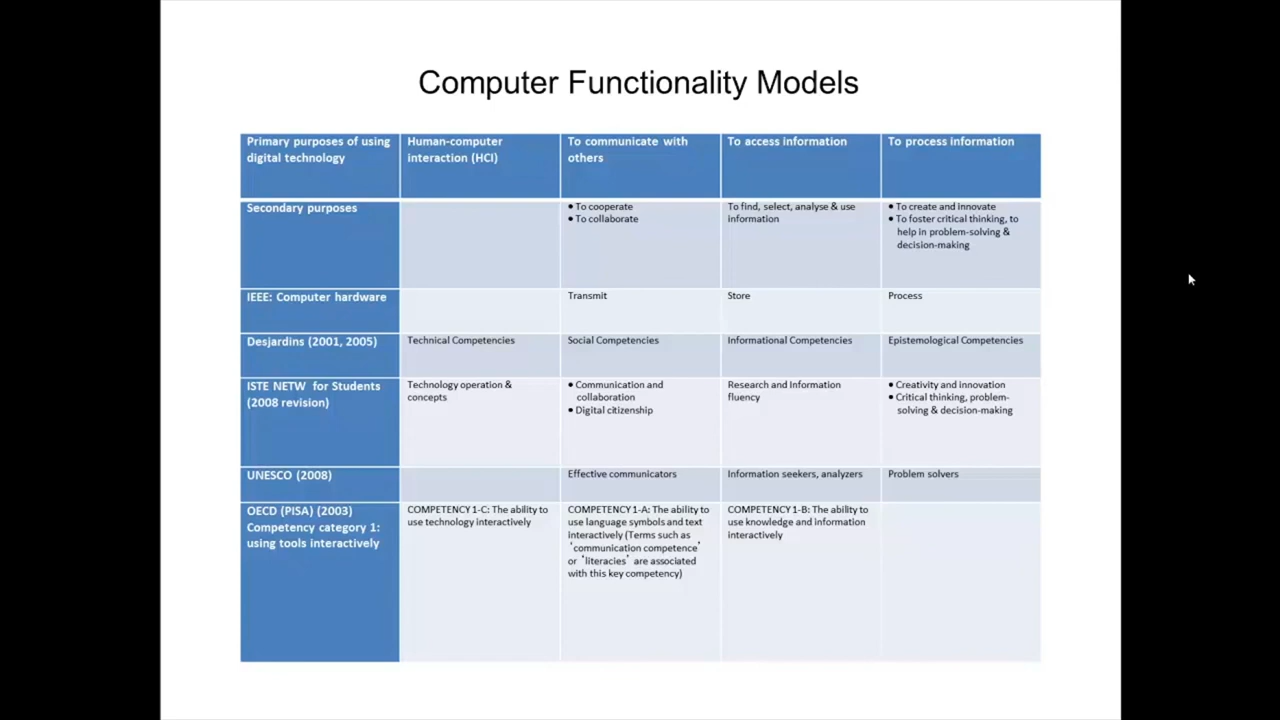 Computer Functionality Models
Primary purposes of using
digital technology
Human-computer
interaction (HCI)
To communicate with
others
To access information
To process information
Secondary purposes
• To cooperate
• To collaborate
To find, select, analyse & use
information
• To create and innovate
• To foster critical thinking, to
help in problem-solving &
decision-making
IEEE: Computer hardware
Transmit
Store
Process
Desjardins (2001, 2005)
Technical Competencies
Social Competencies
Informational Competencies
Epistemological Competencies
ISTE NETW for Students
(2008 revision)
Technology operation &
concepts
• Communication and
collaboration
• Digital citizenship
Research and Information
fluency
• Creativity and innovation
• Critical thinking, problem-
solving & decision-making
UNESCO (2008)
Effective communicators
Information seekers, analyzers
Problem solvers
OECD (PISA) (2003)
Competency category 1:
using tools interactively
COMPETENCY 1-C: The ability to
use technology interactively
COMPETENCY 1-A: The ability to
use language symbols and text
interactively (Terms such as
'communication competence'
or 'literacies' are associated
with this key competency)
COMPETENCY 1-B: The ability to
use knowledge and information
interactively